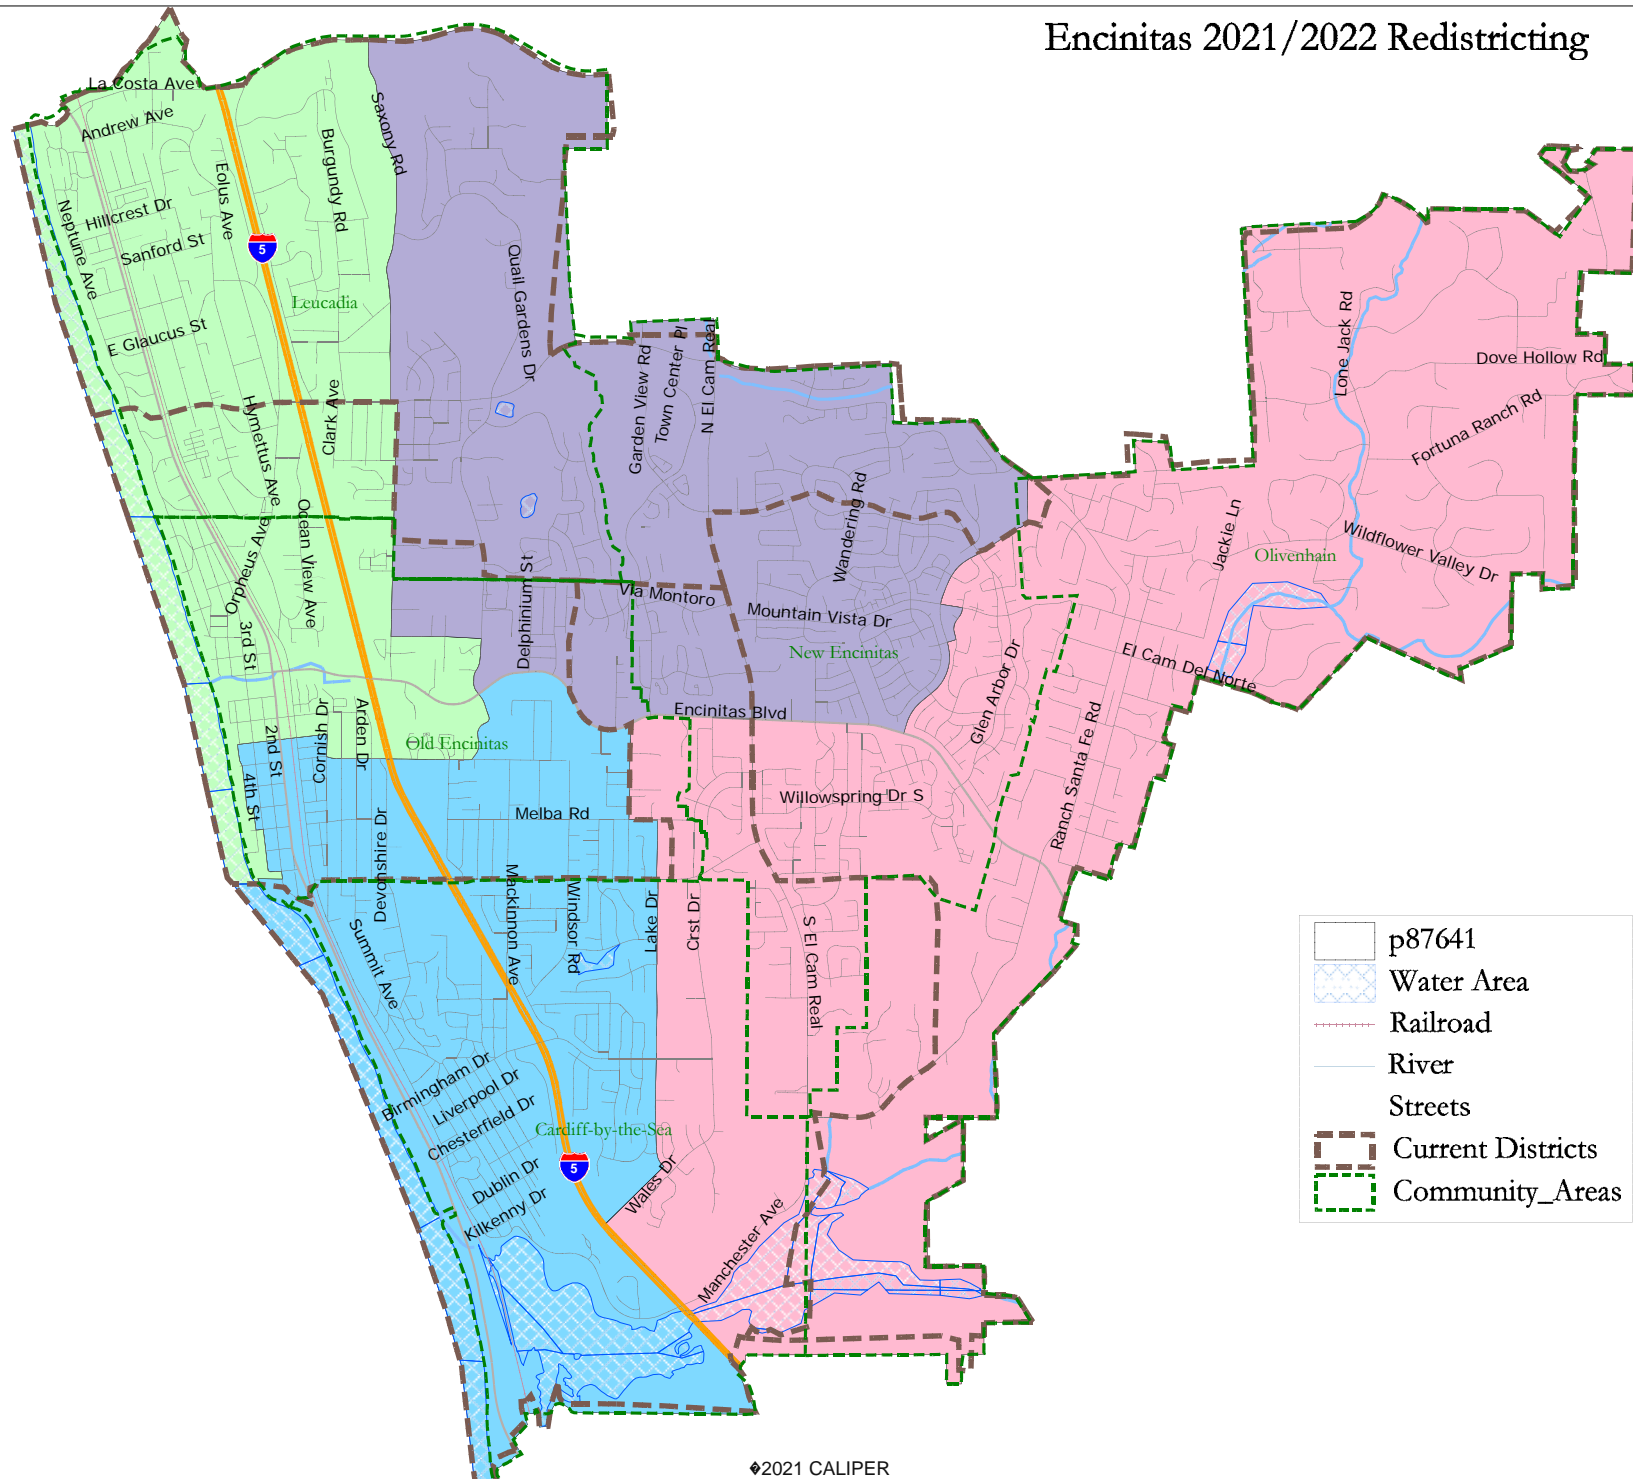 Encinitas 2021/2022 Redistricting
La Costa Ave
Andrew Ave
Saxony Rd
Burgundy Rd
Eolus Ave
Hillcrest Dr
Neptune Ave
Sanford St
5
Quail Gardens Dr
Leucadia
E Glaucus St
Lone Jack Rd
Dove Hollow Rd
Garden View Rd
Town Center Pl
N El Cam Real
Clark Ave
Hymettus Ave
Fortuna Ranch Rd
Wandering Rd
Ocean View Ave
Orpheus Ave
Jackie Ln
Wildflower Valley Dr
Olivenhain
Delphinium St
Via Montoro
Mountain Vista Dr
3rd St
New Encinitas
El Cam Del Norte
Glen Arbor Dr
Encinitas Blvd
2nd St
Cornish Dr
Arden Dr
Old Encinitas
Ranch Santa Fe Rd
4th St
Willowspring Dr S
Melba Rd
Devonshire Dr
Mackinnon Ave
Windsor Rd
Lake Dr
Crst Dr
S El Cam Real
Summit Ave
p87641
Water Area
Railroad
River
Streets
Current Districts
Community_Areas
Birmingham Dr
Liverpool Dr
Chesterfield Dr
Cardiff-by-the-Sea
5
Dublin Dr
Kilkenny Dr
Wales Dr
Manchester Ave
�2021 CALIPER